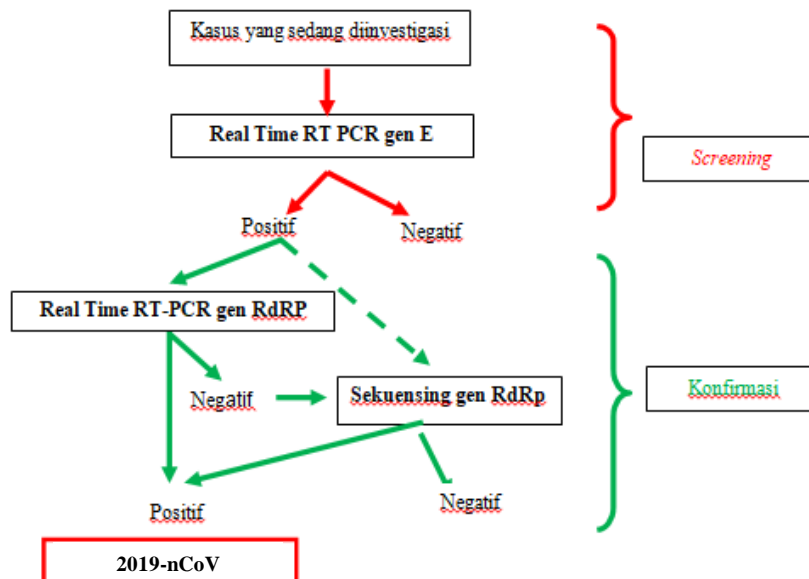 Kasus yang sedang diinvestigasi
Real Time RT PCR gen E
Screening
Positif
Negatif
Real Time RT-PCR gen RdRP
Negatif
Sekuensing gen RdRp
Konfirmasi
Positif
Negatif
2019-nCoV